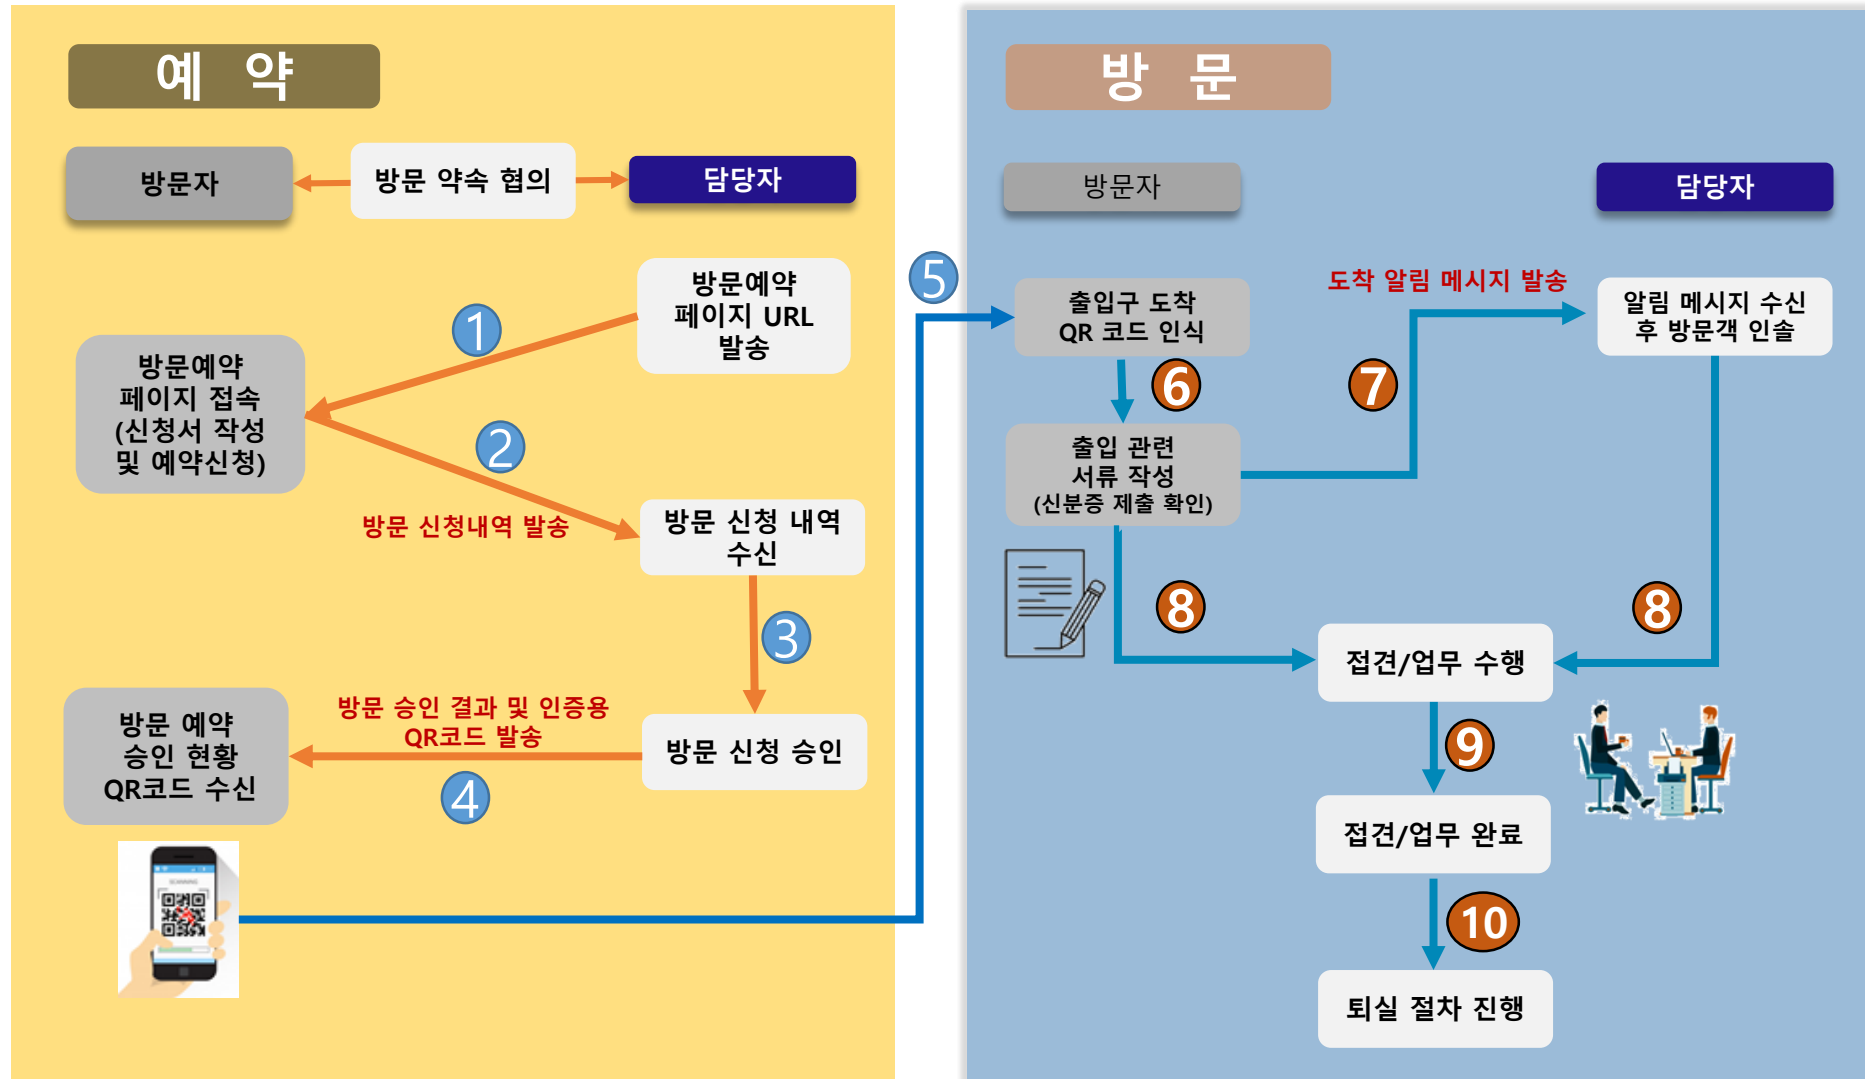 예 약
방문자
방문 약속 협의
담당자
방문예약
페이지 URL
발송
1
방문예약
페이지 접속
(신청서 작성
및 예약신청)
2
방문 신청내역 발송
방문 신청 내역
수신
3
방문 승인 결과 및 인증용
QR코드 발송
방문 신청 승인
4
방문 예약
승인 현황
QR코드 수신
SCANNING
5
방 문
방문자
담당자
출입구 도착
QR 코드 인식
도착 알림 메시지 발송
알림 메시지 수신
후 방문객 인솔
6
7
출입 관련
서류 작성
(신분증 제출 확인)
8
8
접견/업무 수행
9
접견/업무 완료
10
퇴실 절차 진행